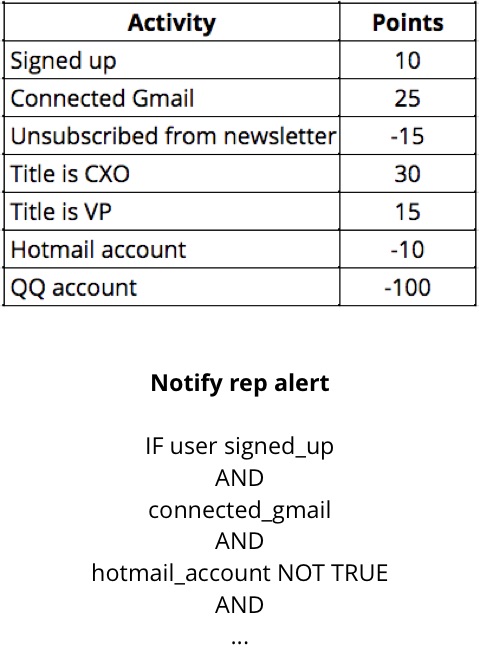 Activity Points
Signed up 10
Connected Gmail 25
Unsubscribed from newsletter -15
Title is CXO 30
Title is VP 15
Hotmail account -10
QQ account -100
Notify rep alert
IF user signed_up
AND
connected_gmail
AND
hotmail_account NOT TRUE
AND
...